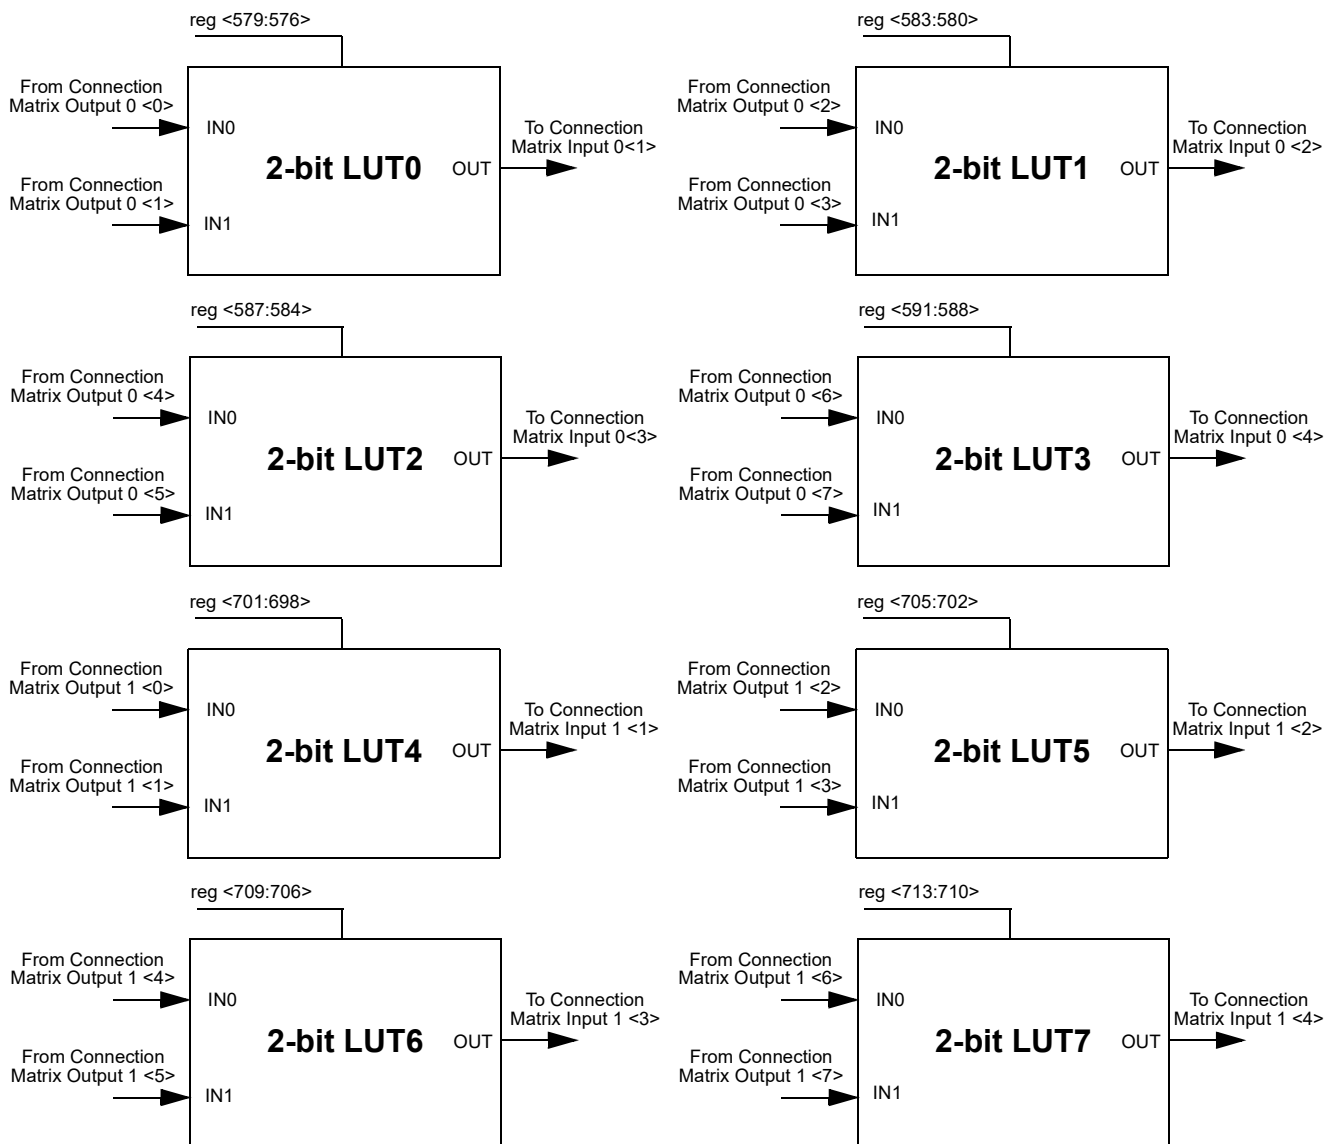 reg <579:576>
From Connection
Matrix Output 0 <0>
IN0
From Connection
Matrix Output 0 <1>
IN1
2-bit LUT0
OUT
To Connection
Matrix Input 0<1>
reg <583:580>
From Connection
Matrix Output 0 <2>
IN0
From Connection
Matrix Output 0 <3>
IN1
2-bit LUT1
OUT
To Connection
Matrix Input 0 <2>
reg <587:584>
From Connection
Matrix Output 0 <4>
IN0
From Connection
Matrix Output 0 <5>
IN1
2-bit LUT2
OUT
To Connection
Matrix Input 0<3>
reg <591:588>
From Connection
Matrix Output 0 <6>
IN0
From Connection
Matrix Output 0 <7>
IN1
2-bit LUT3
OUT
To Connection
Matrix Input 0 <4>
reg <701:698>
From Connection
Matrix Output 1 <0>
IN0
From Connection
Matrix Output 1 <1>
IN1
2-bit LUT4
OUT
To Connection
Matrix Input 1 <1>
reg <705:702>
From Connection
Matrix Output 1 <2>
IN0
From Connection
Matrix Output 1 <3>
IN1
2-bit LUT5
OUT
To Connection
Matrix Input 1 <2>
reg <709:706>
From Connection
Matrix Output 1 <4>
IN0
From Connection
Matrix Output 1 <5>
IN1
2-bit LUT6
OUT
To Connection
Matrix Input 1 <3>
reg <713:710>
From Connection
Matrix Output 1 <6>
IN0
From Connection
Matrix Output 1 <7>
IN1
2-bit LUT7
OUT
To Connection
Matrix Input 1 <4>